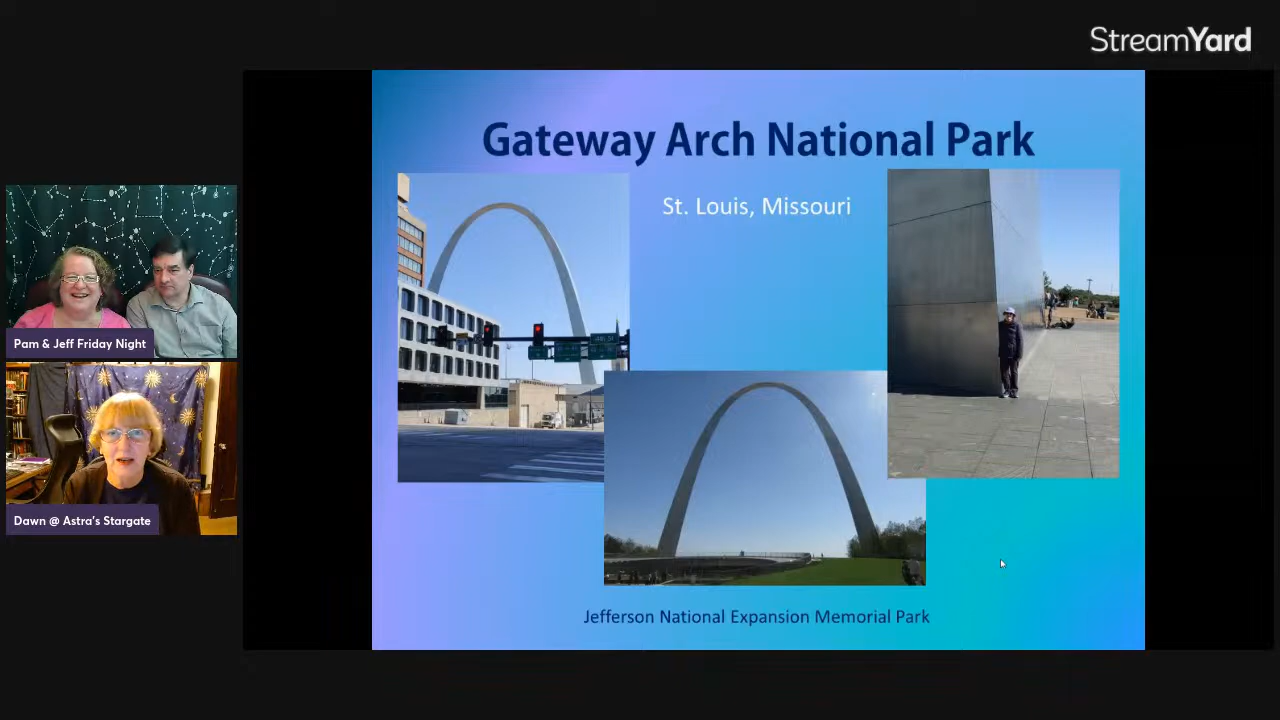 StreamYard
Gateway Arch National Park
St. Louis, Missouri
Pam & Jeff Friday Night
Dawn @ Astra's Stargate
Jefferson National Expansion Memorial Park